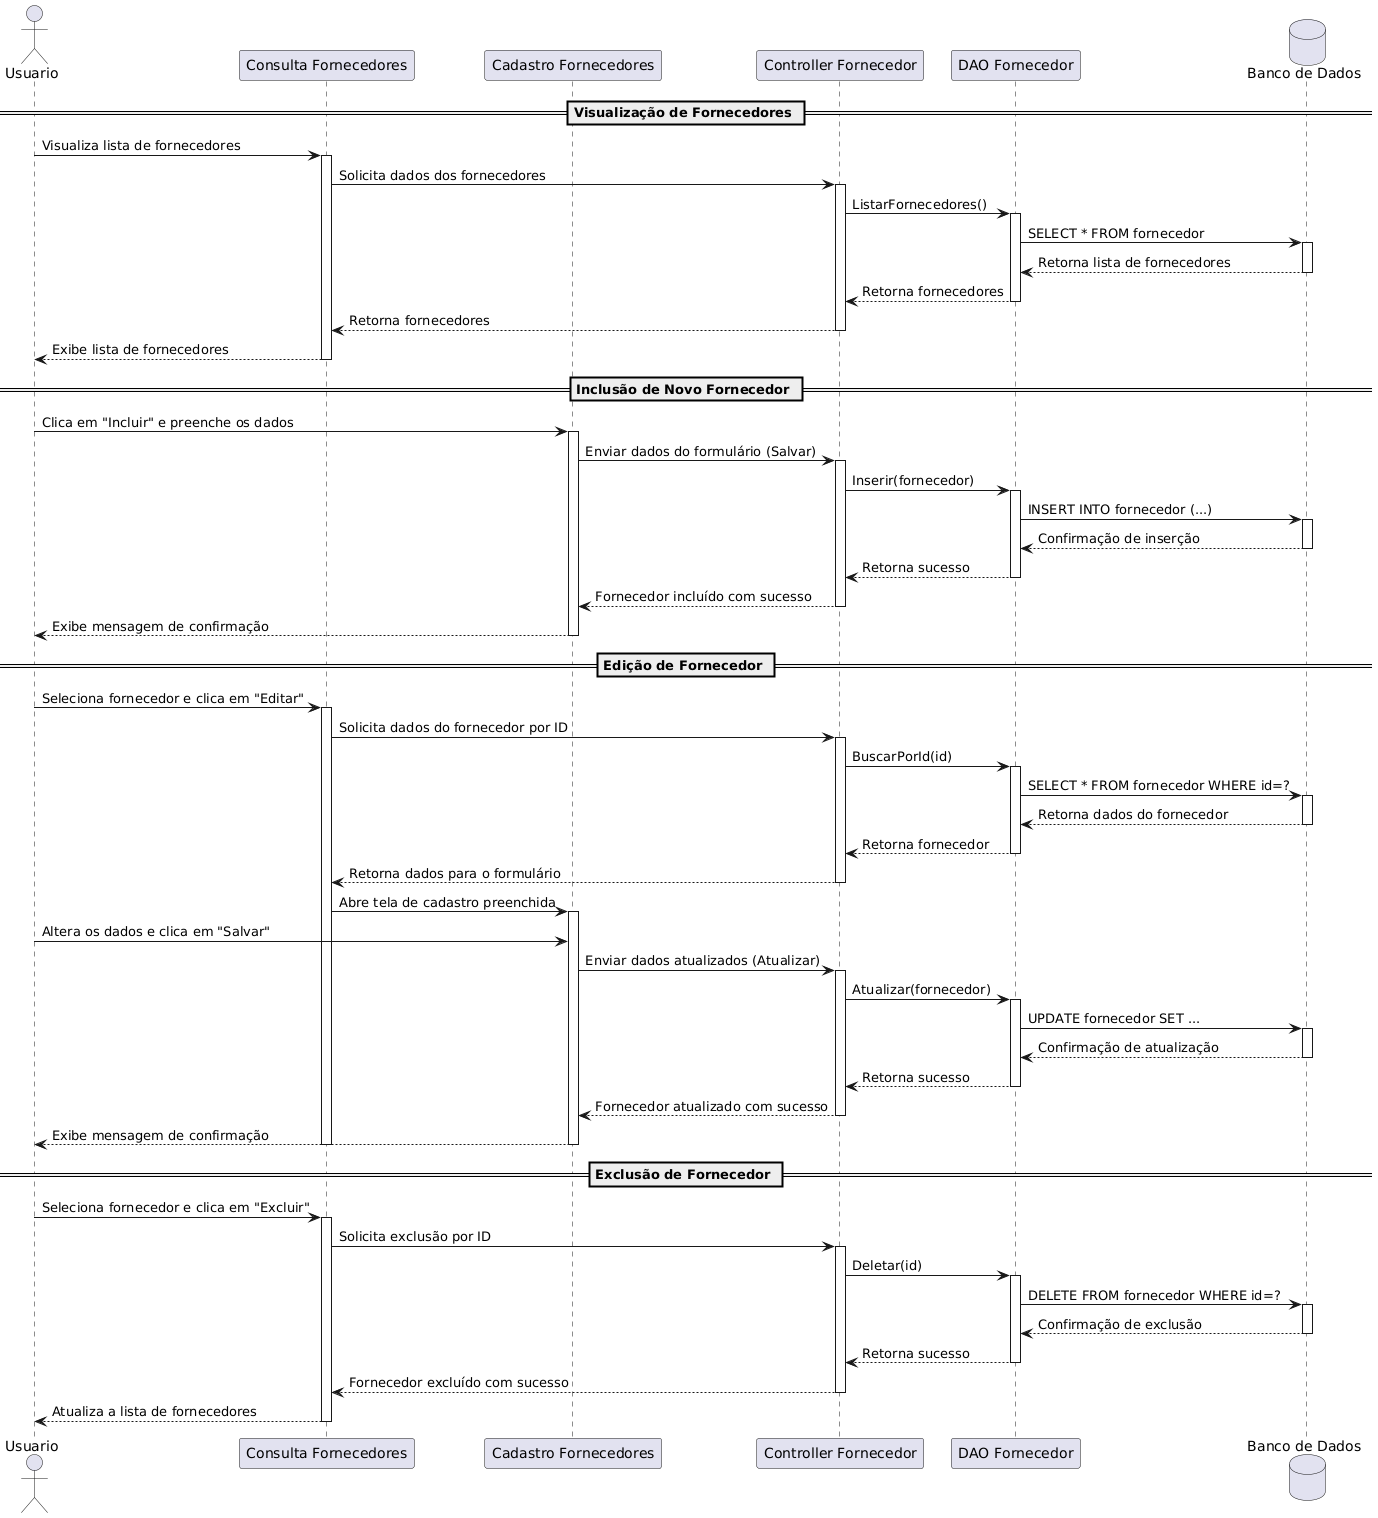 Usuario
Consulta Fornecedores
Cadastro Fornecedores
Controller Fornecedor
DAO Fornecedor
Banco de Dados
Visualização de Fornecedores
Visualiza lista de fornecedores
Solicita dados dos fornecedores
ListarFornecedores()
SELECT * FROM fornecedor
Retorna lista de fornecedores
Retorna fornecedores
Retorna fornecedores
Exibe lista de fornecedores
Inclusão de Novo Fornecedor
Clica em "Incluir" e preenche os dados
Enviar dados do formulário (Salvar)
Inserir(fornecedor)
INSERT INTO fornecedor (...)
Confirmação de inserção
Retorna sucesso
Fornecedor incluído com sucesso
Exibe mensagem de confirmação
Edição de Fornecedor
Seleciona fornecedor e clica em "Editar"
Solicita dados do fornecedor por ID
BuscarPorId(id)
SELECT * FROM fornecedor WHERE id=?
Retorna dados do fornecedor
Retorna fornecedor
Retorna dados para o formulário
Abre tela de cadastro preenchida
Altera os dados e clica em "Salvar"
Enviar dados atualizados (Atualizar)
Atualizar(fornecedor)
UPDATE fornecedor SET ...
Confirmação de atualização
Retorna sucesso
Fornecedor atualizado com sucesso
Exibe mensagem de confirmação
Exclusão de Fornecedor
Seleciona fornecedor e clica em "Excluir"
Solicita exclusão por ID
Deletar(id)
DELETE FROM fornecedor WHERE id=?
Confirmação de exclusão
Retorna sucesso
Fornecedor excluído com sucesso
Atualiza a lista de fornecedores
Usuario
Consulta Fornecedores
Cadastro Fornecedores
Controller Fornecedor
DAO Fornecedor
Banco de Dados